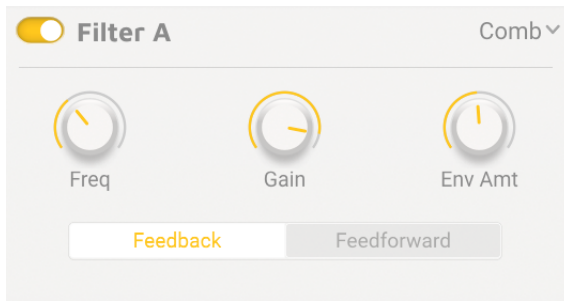 Filter A
Comb
Freq
Gain
Env Amt
Feedback
Feedforward